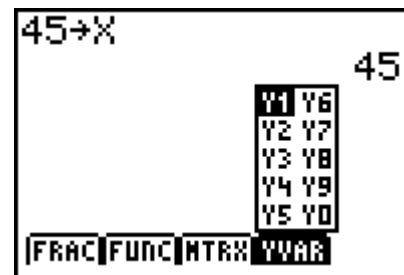 45→X
45
Y1 Y6
Y2 Y7
Y3 Y8
Y4 Y9
Y5 Y0
FRAC FUNC MTRX YVAR